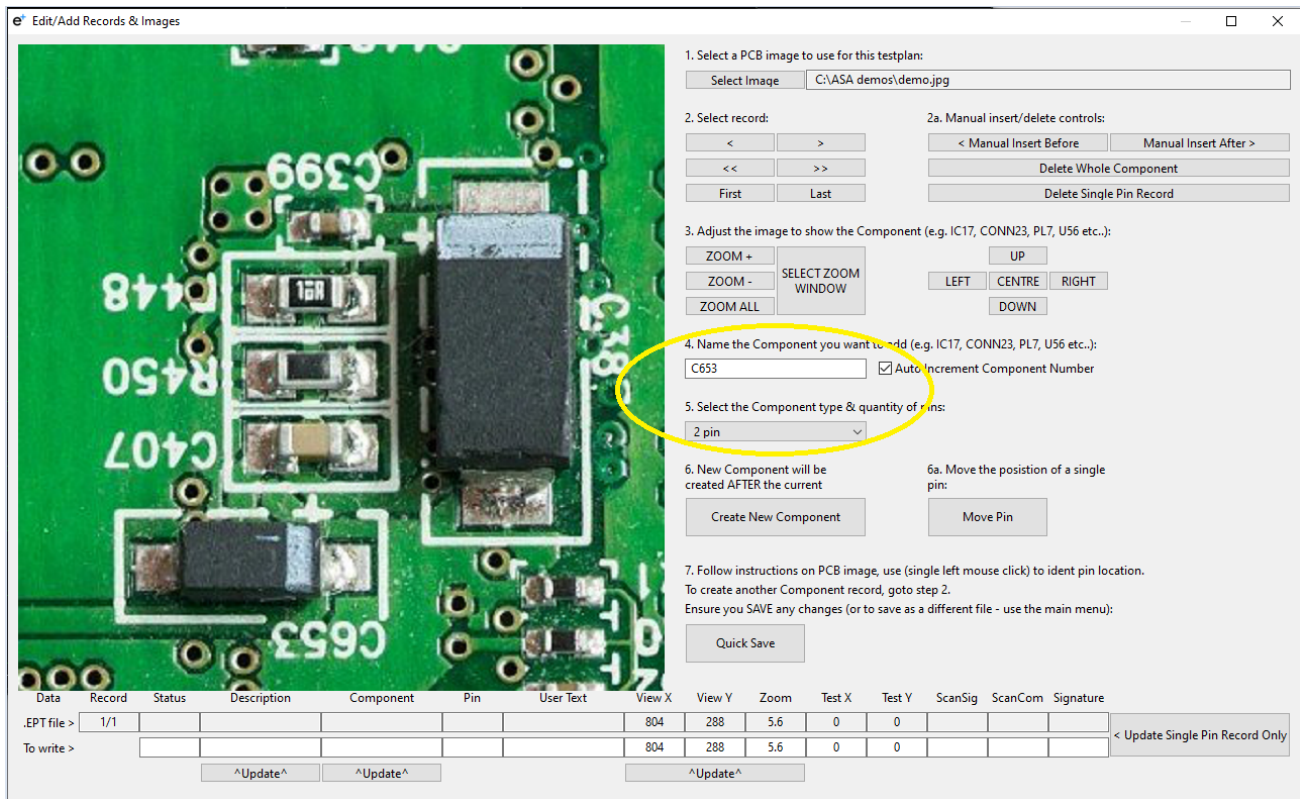 e+ Edit/Add Records & Images
C399
+
R448
R450
C407
C38
+
C653
1. Select a PCB image to use for this testplan:
Select Image
C:\ASA demos\demo.jpg
2. Select record:
<
>
<<
>>
First
Last
2a. Manual insert/delete controls:
< Manual Insert Before
Manual Insert After >
Delete Whole Component
Delete Single Pin Record
3. Adjust the image to show the Component (e.g. IC17, CONN23, PL7, U56 etc..):
ZOOM +
ZOOM -
ZOOM ALL
SELECT ZOOM
WINDOW
UP
LEFT
CENTRE
RIGHT
DOWN
4. Name the Component you want to add (e.g. IC17, CONN23, PL7, U56 etc..):
C653
Auto Increment Component Number
5. Select the Component type & quantity of pins:
2 pin
6. New Component will be
created AFTER the current
Create New Component
6a. Move the posistion of a single
pin:
Move Pin
7. Follow instructions on PCB image, use (single left mouse click) to ident pin location.
To create another Component record, goto step 2.
Ensure you SAVE any changes (or to save as a different file - use the main menu):
Quick Save
Data Record Status Description Component Pin User Text View X View Y Zoom Test X Test Y ScanSig ScanCom Signature
.EPT file > 1/1 804 288 5.6 0 0
To write > 804 288 5.6 0 0
< Update Single Pin Record Only
^Update^ ^Update^ ^Update^